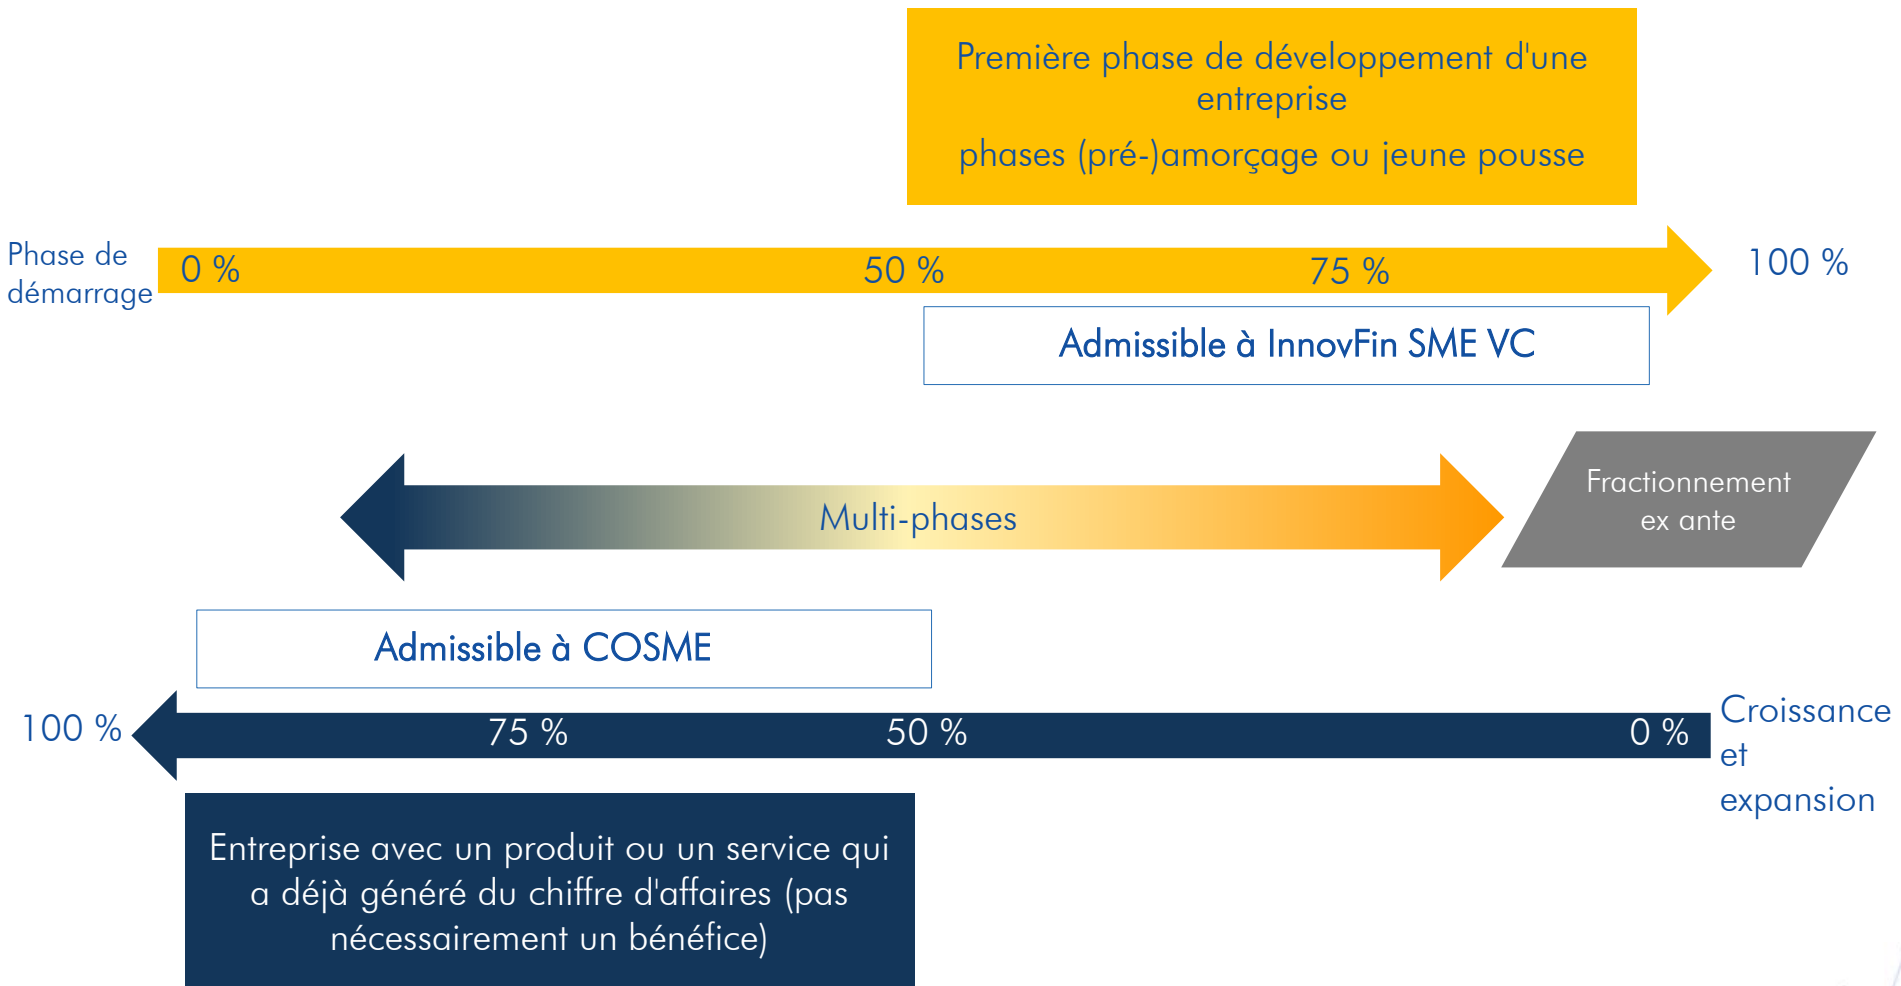 Première phase de développement d'une
entreprise
phases (pré-)amorçage ou jeune pousse
Phase de
démarrage
0 %
50 %
75 %
100 %
Admissible à InnovFin SME VC
Multi-phases
Fractionnement
ex ante
Admissible à COSME
100 %
75 %
50 %
0 %
Croissance
et
expansion
Entreprise avec un produit ou un service qui
a déjà généré du chiffre d'affaires (pas
nécessairement un bénéfice)